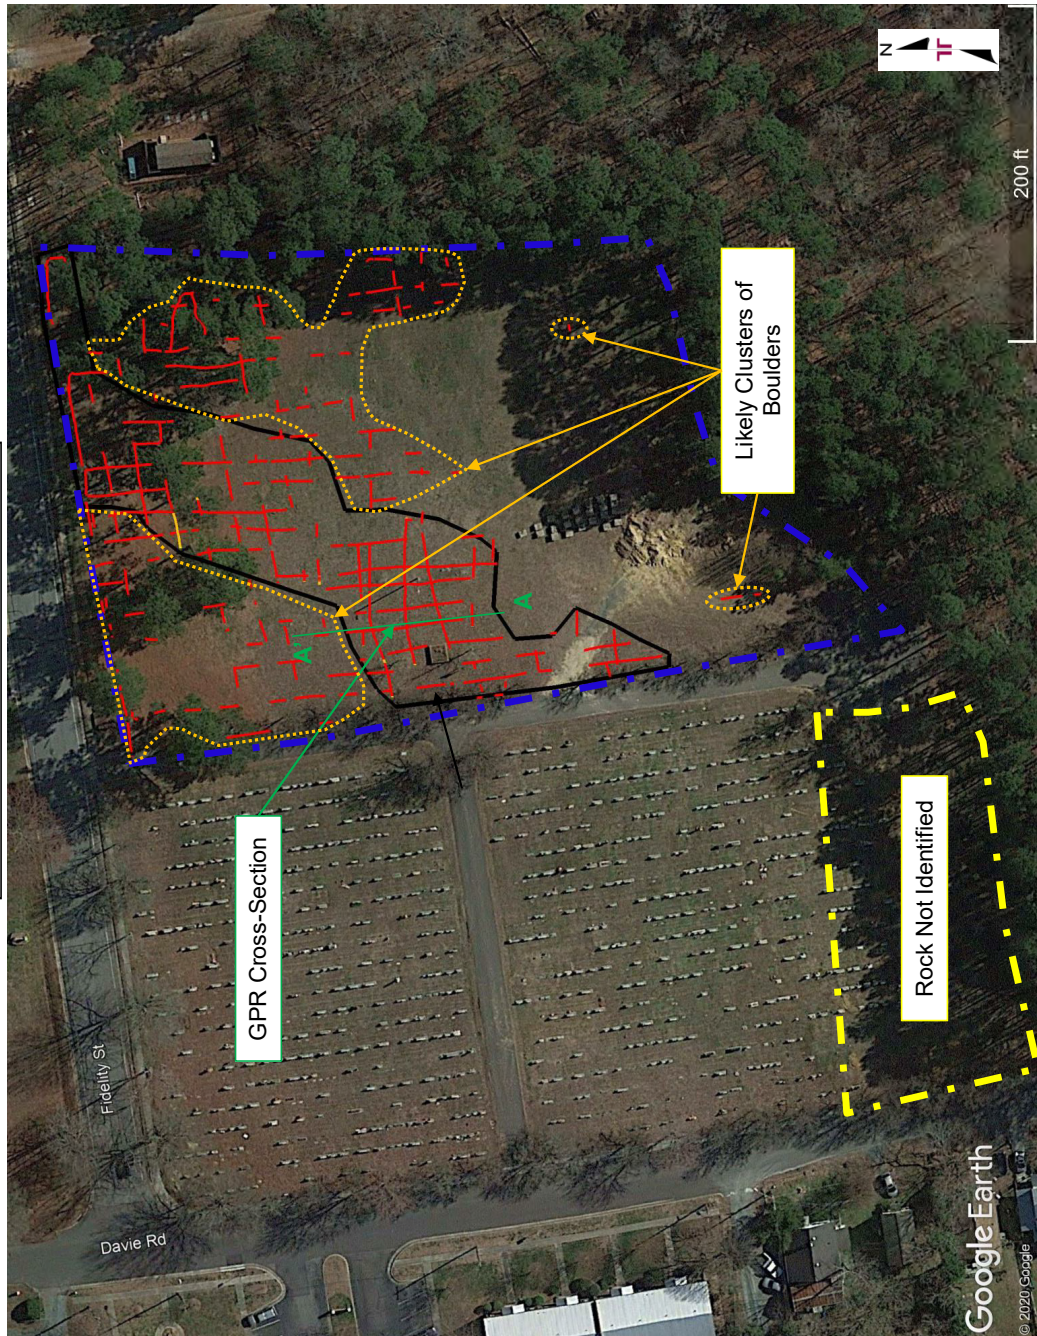 N
200 ft
Likely Clusters of
Boulders
A'
A
GPR Cross-Section
Rock Not Identified
Fidelity St
Davie Rd
Google Earth
© 2020 Google